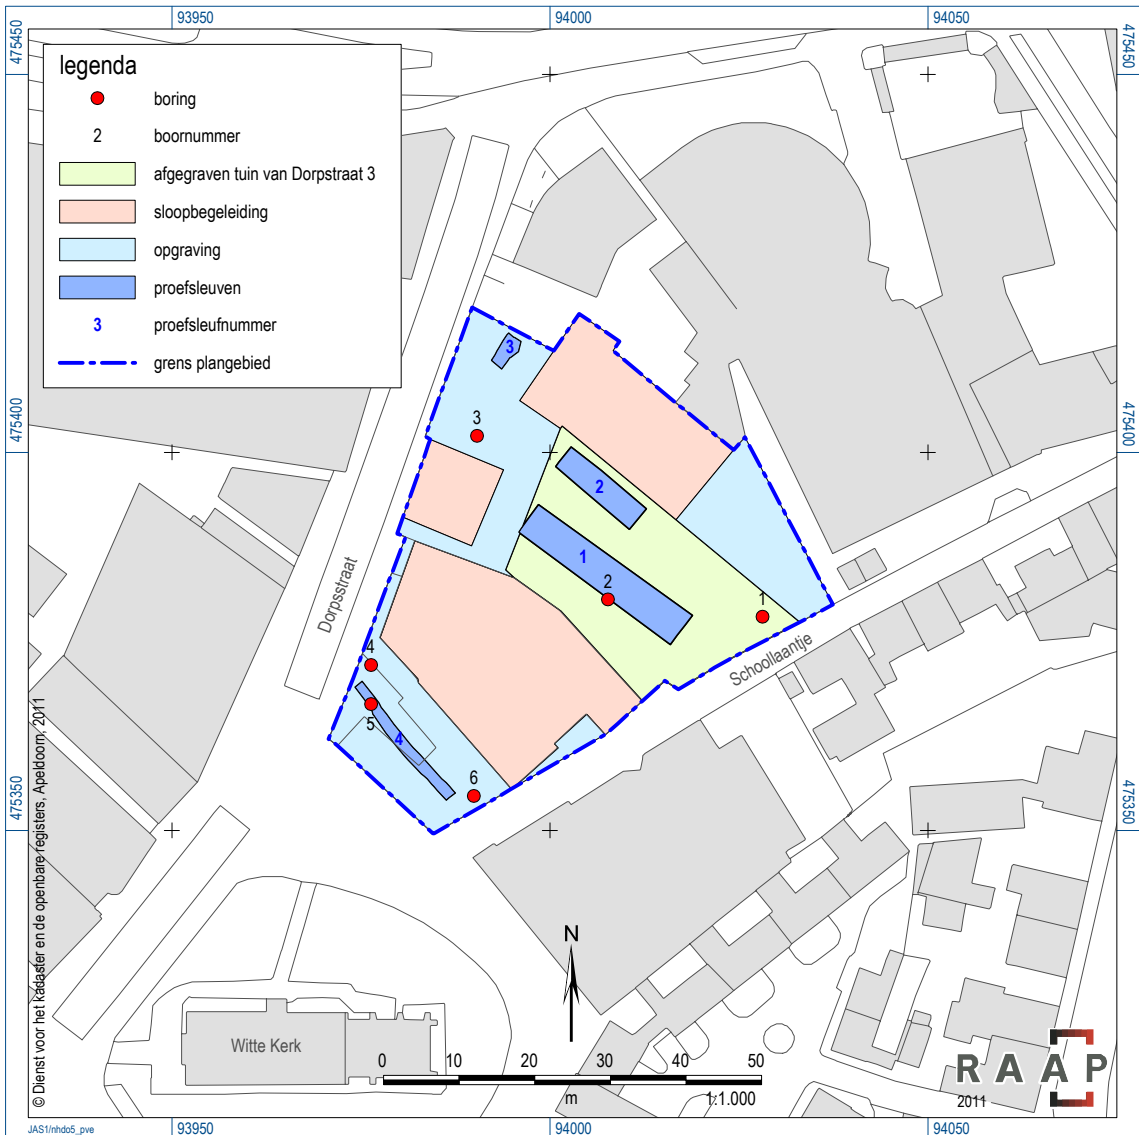 93950 94000 94050
475450 475450
legenda
boring
2 boornummer
afgegraven tuin van Dorpstraat 3
sloopbegeleiding
opgraving
proefsleuven
3 proefsleufnummer
grens plangebied
3
3
475400 475400
2
1
2
1
Dorpsstraat
Schoollaantje
4
5
4
6
475350 475350
© Dienst voor het kadaster en de openbare registers, Apeldoorn, 2011
N
Witte Kerk
0 10 20 30 40 50
m 1:1.000
RAAP
2011
JAS1/nhdo5_pve
93950 94000 94050